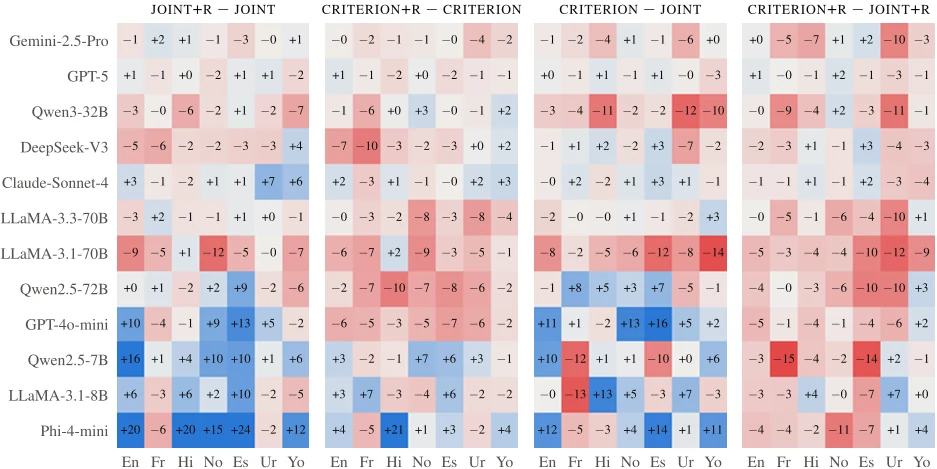 JOINT+R − JOINT CRITERION+R − CRITERION CRITERION − JOINT CRITERION+R − JOINT+R
Gemini-2.5-Pro −1 +2 +1 −1 −3 −0 +1 −0 −2 −1 −1 −0 −4 −2 −1 −2 −4 +1 −1 −6 +0 +0 −5 −7 −1 +2 −10 −3
GPT-5 +1 −1 +0 −2 +1 +1 −2 +1 −1 −2 +0 −2 −1 −1 +0 −1 +1 −1 +1 −0 −3 +1 −0 −1 +2 −1 −3 −1
Qwen3-32B −3 −0 −6 −2 +1 −2 −7 −1 −6 +0 +3 −0 −1 +2 −3 −4 −11 −2 −2 −12 −10 −0 −9 −4 +2 −3 −11 −1
DeepSeek-V3 −5 −6 −2 −2 −3 −3 +4 −7 −10 −3 −2 −3 +0 +2 −1 +1 +2 −2 +3 −7 −2 −2 −3 +1 −1 +3 −4 −3
Claude-Sonnet-4 +3 −1 −2 +1 +1 +7 +6 +2 −3 +1 −1 −0 +2 +3 −0 +2 −2 +1 +3 +1 −1 −1 −1 +1 −1 +2 −3 −4
LLaMA-3.3-70B −3 +2 −1 −1 +1 +0 −1 −0 −3 −2 −8 −3 −8 −4 −2 −0 −0 +1 −1 −2 +3 −0 −5 −1 −6 −4 −10 +1
LLaMA-3.1-70B −9 −5 +1 −12 −5 −0 −7 −6 −7 +2 −9 −3 −5 −1 −8 −2 −5 −6 −12 −8 −14 −5 −3 −4 −4 −10 −12 −9
Qwen2.5-72B +0 +1 −2 +2 +9 −2 −6 −2 −7 −10 −7 −8 −6 −2 −1 +8 +5 +3 +7 −5 −1 −4 −0 −3 −6 −10 −10 +3
GPT-4o-mini +10 −4 −1 +9 +13 +5 −2 −6 −5 −3 −5 −7 −6 −2 +11 +1 −2 +13 +16 +5 +2 −5 −1 −4 −1 −4 −6 +2
Qwen2.5-7B +16 −1 +4 +10 +10 +1 +6 +3 −2 −1 +7 +6 +3 −1 +10 −12 +1 +1 −10 +0 +6 −3 −15 −4 −2 −14 +2 −1
LLaMA-3.1-8B +6 −3 +6 +2 +10 −2 −5 +3 +7 −3 −4 +6 −2 −2 −0 −13 +13 +5 −3 +7 −3 −3 −3 +4 −0 −7 +7 +0
Phi-4-mini +20 −6 +20 +15 +24 −2 +12 +4 −5 +21 +1 +3 −2 +4 +12 −5 −3 +4 +14 +1 +11 −4 −4 −2 −11 −7 +1 +4
En Fr Hi No Es Ur Yo En Fr Hi No Es Ur Yo En Fr Hi No Es Ur Yo En Fr Hi No Es Ur Yo